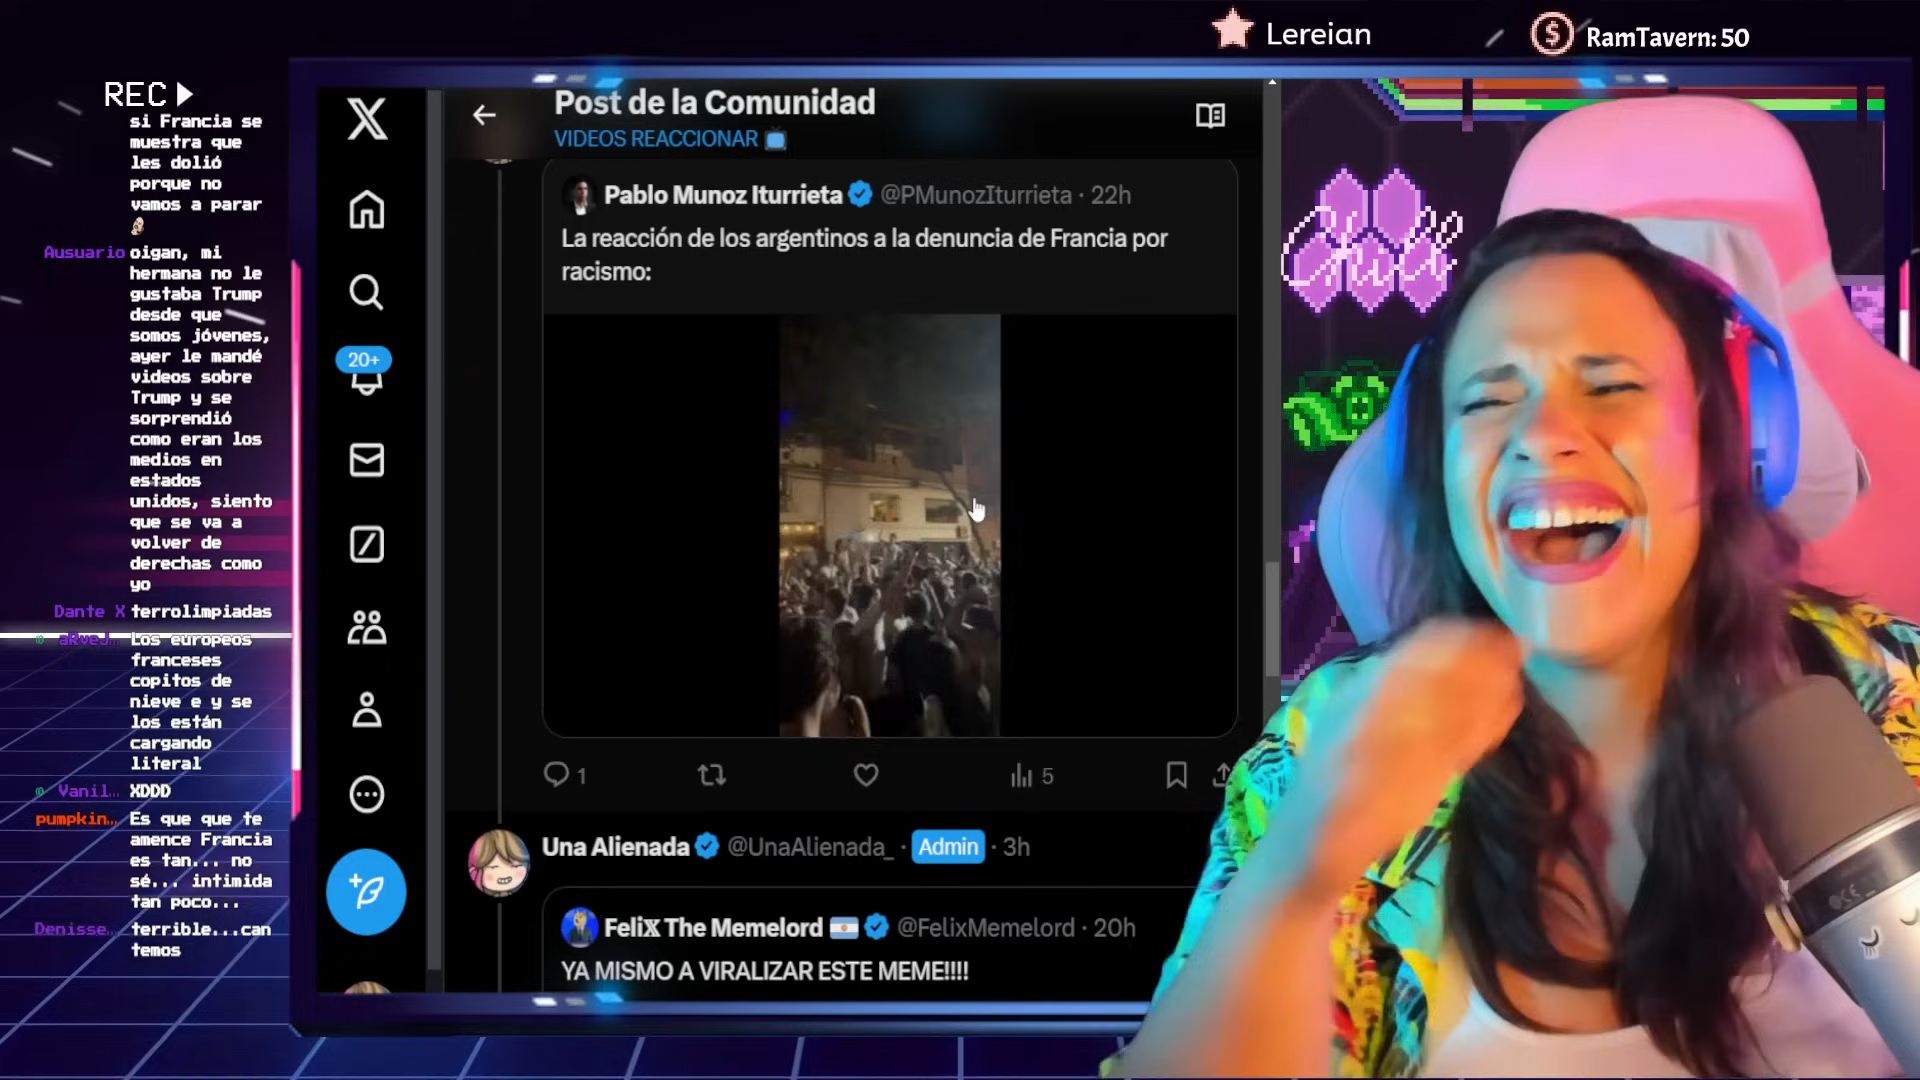 Lereian
RamTavern: 50
REC
si Francia se
muestra que
les dolió
porque no
vamos a parar
Ausuario oigan, mi
hermana no le
gustaba Trump
desde que
somos jóvenes,
ayer le mandé
videos sobre
Trump y se
sorprendió
como eran los
medios en
estados
unidos, siento
que se va a
volver de
derechas como
yo
Dante X terrolimpiadas
aRveJ… Los europeos
franceses
copitos de
nieve e y se
los están
cargando
literal
Vanil… XDDD
pumpkin… Es que que te
amence Francia
es tan... no
sé... intimida
tan poco...
Denisse… terrible...can
temos
20+
Post de la Comunidad
VIDEOS REACCIONAR
Pablo Munoz Iturrieta @PMunozIturrieta · 22h
La reacción de los argentinos a la denuncia de Francia por
racismo:
1
5
Una Alienada @UnaAlienada_ · Admin · 3h
FeliX The Memelord @FelixMemelord · 20h
YA MISMO A VIRALIZAR ESTE MEME!!!!